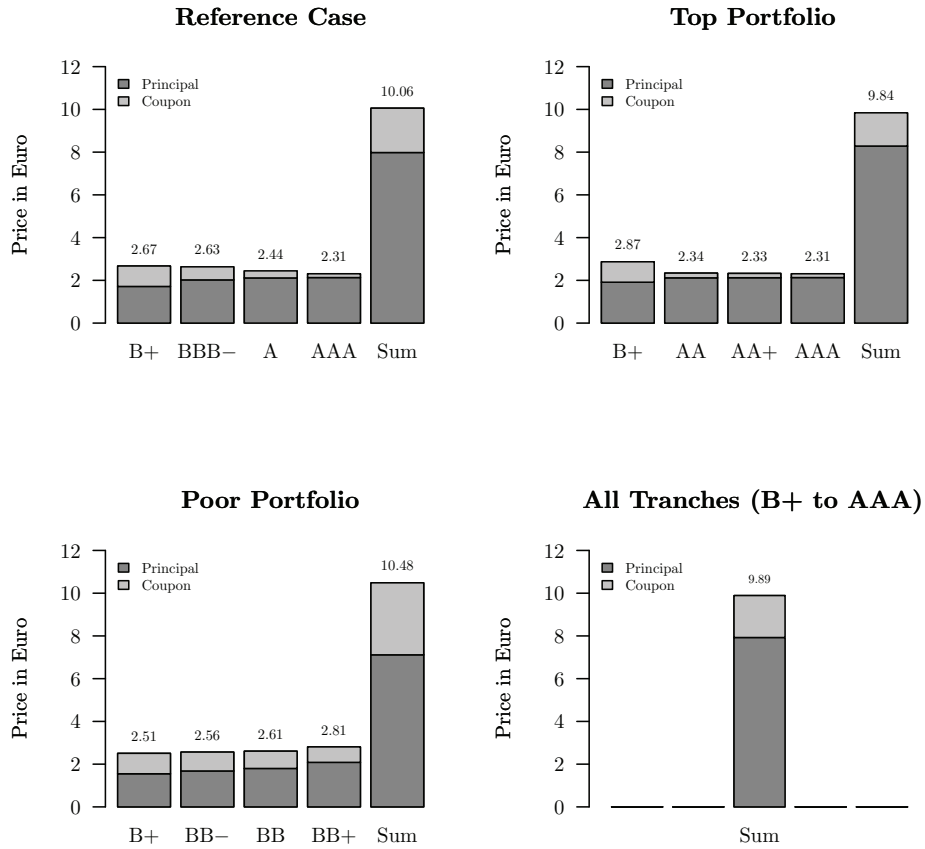 Reference Case
Price in Euro
12
10
8
6
4
2
0
Principal
Coupon
2.67
2.63
2.44
2.31
10.06
B+ BBB− A AAA Sum
Top Portfolio
Price in Euro
12
10
8
6
4
2
0
Principal
Coupon
2.87
2.34
2.33
2.31
9.84
B+ AA AA+ AAA Sum
Poor Portfolio
Price in Euro
12
10
8
6
4
2
0
Principal
Coupon
2.51
2.56
2.61
2.81
10.48
B+ BB− BB BB+ Sum
All Tranches (B+ to AAA)
Price in Euro
12
10
8
6
4
2
0
Principal
Coupon
9.89
Sum